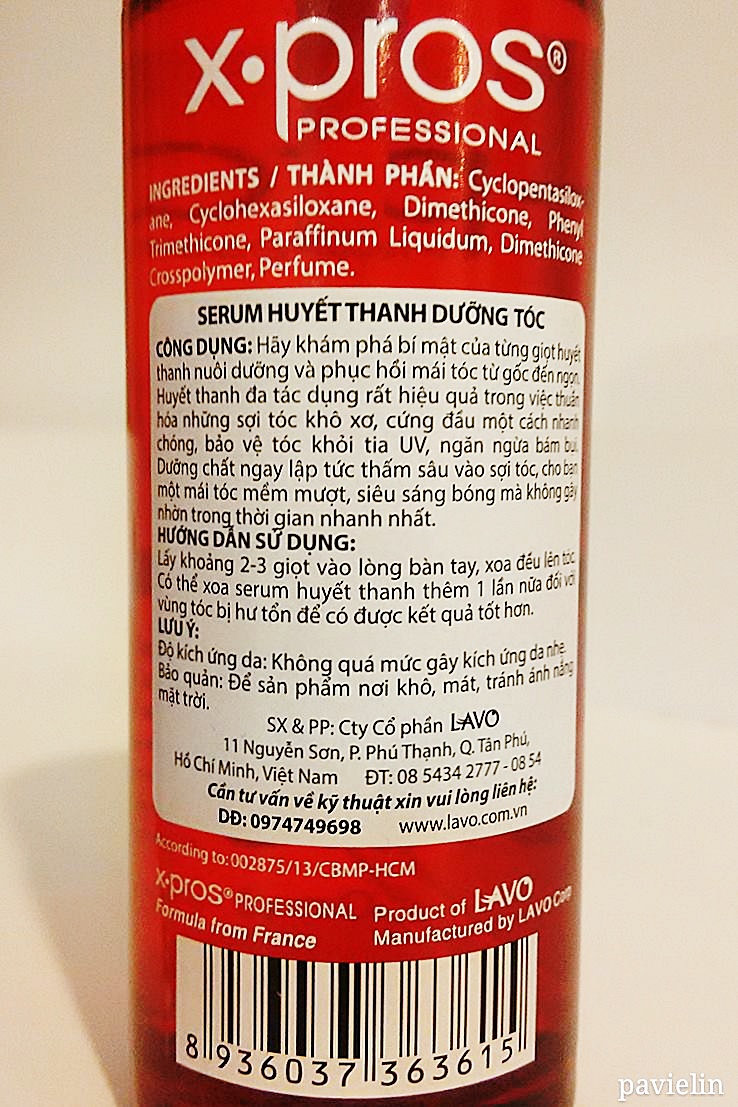 x·pros®
PROFESSIONAL
INGREDIENTS / THÀNH PHẦN: Cyclopentasilox-
ane, Cyclohexasiloxane, Dimethicone, Phenyl
Trimethicone, Paraffinum Liquidum, Dimethicone
Crosspolymer, Perfume.
SERUM HUYẾT THANH DƯỠNG TÓC
CÔNG DỤNG: Hãy khám phá bí mật của từng giọt huyết
thanh nuôi dưỡng và phục hồi mái tóc từ gốc đến ngọn.
Huyết thanh đa tác dụng rất hiệu quả trong việc thuần
hóa những sợi tóc khô xơ, cứng đầu một cách nhanh
chóng, bảo vệ tóc khỏi tia UV, ngăn ngừa bám bụi.
Dưỡng chất ngay lập tức thấm sâu vào sợi tóc, cho bạn
một mái tóc mềm mượt, siêu sáng bóng mà không gây
nhờn trong thời gian nhanh nhất.
HƯỚNG DẪN SỬ DỤNG:
Lấy khoảng 2-3 giọt vào lòng bàn tay, xoa đều lên tóc.
Có thể xoa serum huyết thanh thêm 1 lần nữa đối với
vùng tóc bị hư tổn để có được kết quả tốt hơn.
LƯU Ý:
Độ kích ứng da: Không quá mức gây kích ứng da nhẹ.
Bảo quản: Để sản phẩm nơi khô, mát, tránh ánh nắng
mặt trời.
SX & PP: Cty Cổ phần LAVO
11 Nguyễn Sơn, P. Phú Thạnh, Q. Tân Phú,
Hồ Chí Minh, Việt Nam ĐT: 08 5434 2777 - 08 54
Cần tư vấn về kỹ thuật xin vui lòng liên hệ:
DĐ: 0974749698 www.lavo.com.vn
According to: 002875/13/CBMP-HCM
x·pros® PROFESSIONAL Product of LAVO
Formula from France Manufactured by LAVO Corp
8 936037 363615
pavielin